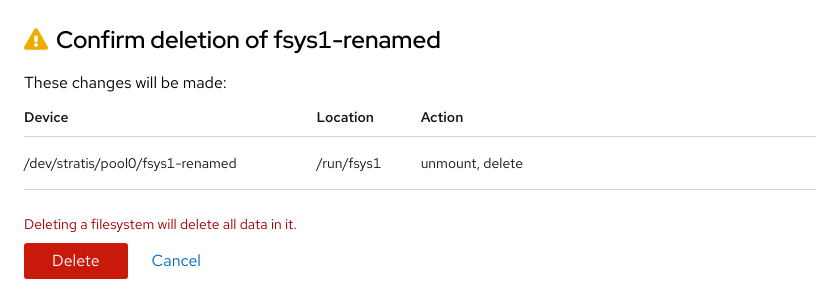 Confirm deletion of fsys1-renamed
These changes will be made:
Device Location Action
/dev/stratis/pool0/fsys1-renamed /run/fsys1 unmount, delete
Deleting a filesystem will delete all data in it.
Delete Cancel